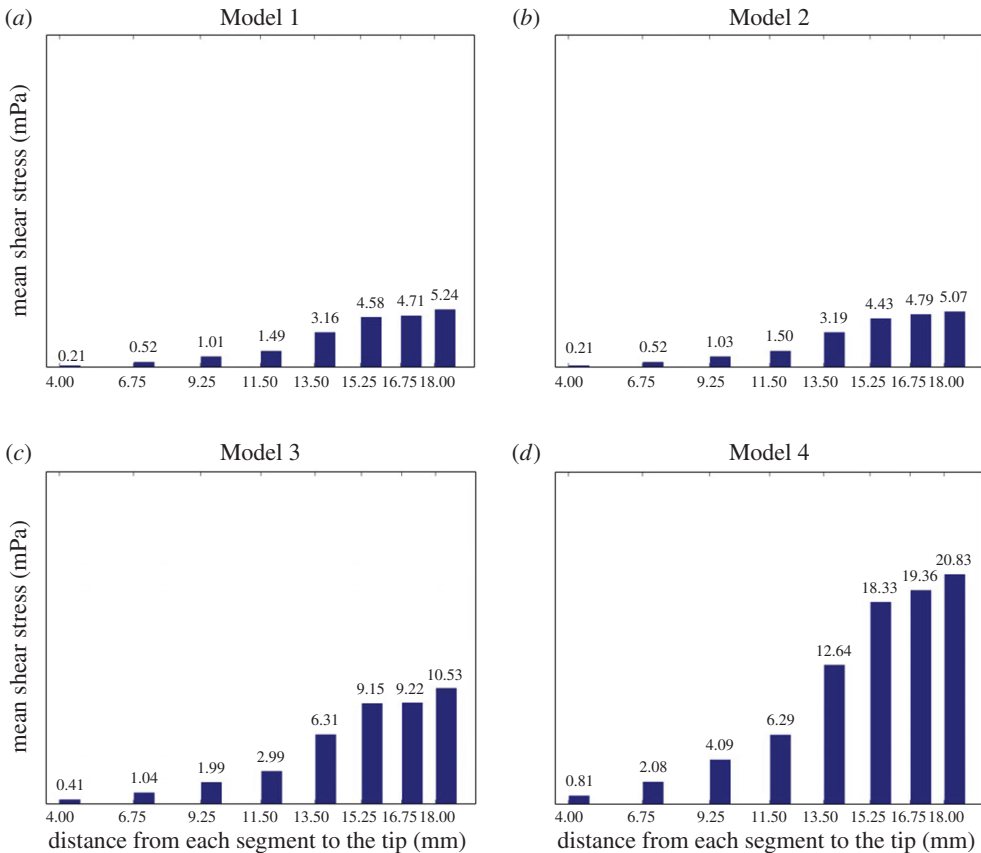 (a) Model 1
mean shear stress (mPa)
0.21 0.52 1.01 1.49 3.16 4.58 4.71 5.24
4.00 6.75 9.25 11.50 13.50 15.25 16.75 18.00
(b) Model 2
0.21 0.52 1.03 1.50 3.19 4.43 4.79 5.07
4.00 6.75 9.25 11.50 13.50 15.25 16.75 18.00
(c) Model 3
mean shear stress (mPa)
0.41 1.04 1.99 2.99 6.31 9.15 9.22 10.53
4.00 6.75 9.25 11.50 13.50 15.25 16.75 18.00
distance from each segment to the tip (mm)
(d) Model 4
0.81 2.08 4.09 6.29 12.64 18.33 19.36 20.83
4.00 6.75 9.25 11.50 13.50 15.25 16.75 18.00
distance from each segment to the tip (mm)